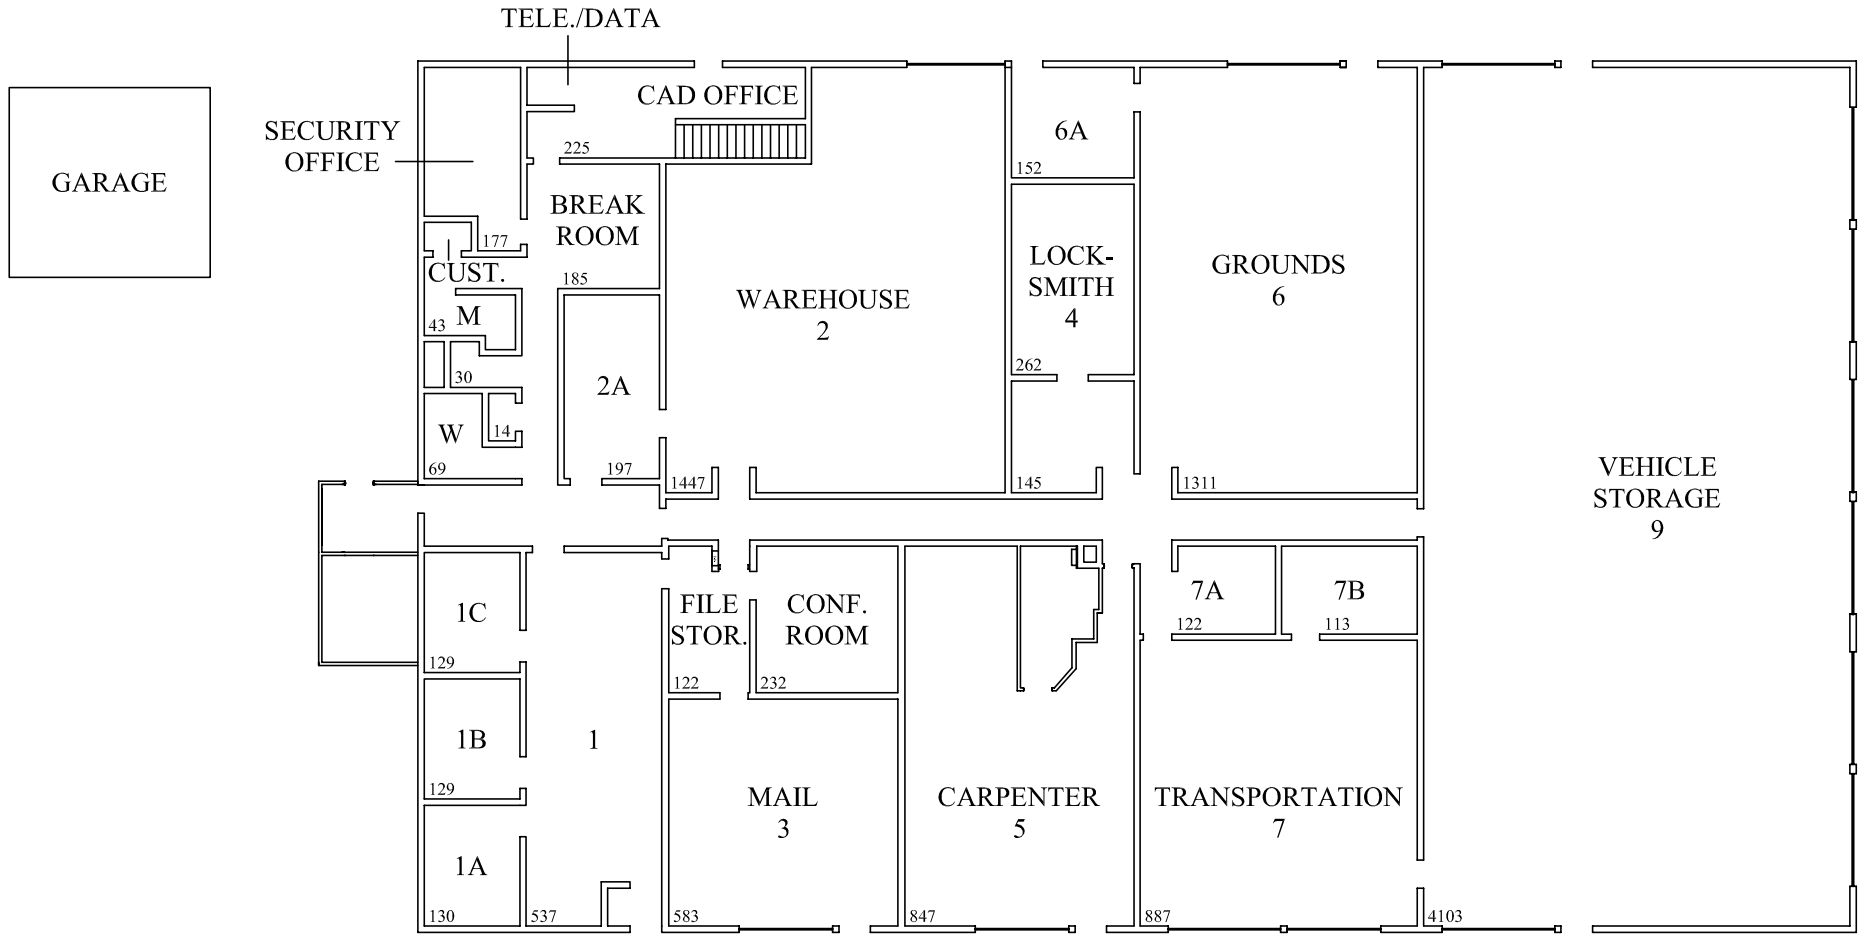 TELE./DATA
CAD OFFICE
225
SECURITY
OFFICE
177
GARAGE
BREAK
ROOM
185
CUST.
M
43
30
W
14
69
2A
197
WAREHOUSE
2
1447
6A
152
LOCK-
SMITH
4
262
145
GROUNDS
6
1311
VEHICLE
STORAGE
9
4103
1C
129
1B
129
1A
130
1
537
FILE
STOR.
122
CONF.
ROOM
232
MAIL
3
583
CARPENTER
5
847
7A
122
7B
113
TRANSPORTATION
7
887